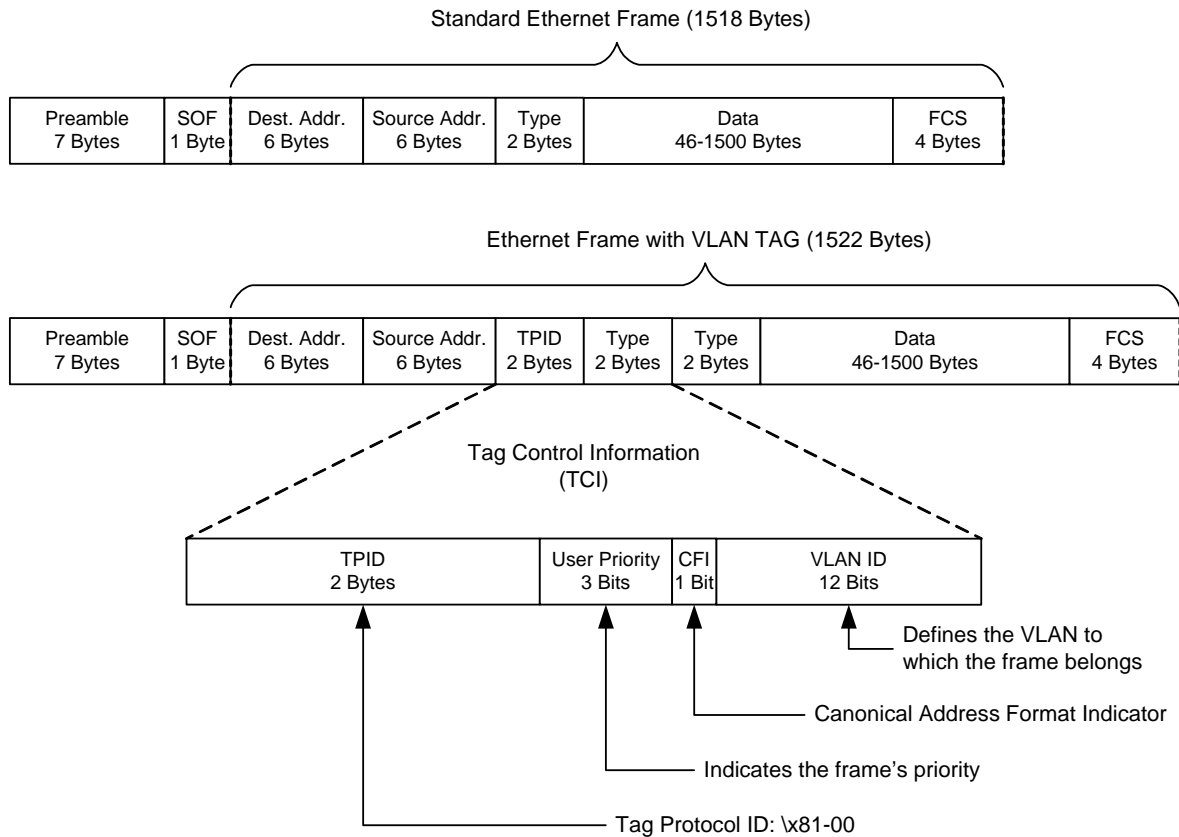 Standard Ethernet Frame (1518 Bytes)
Preamble
7 Bytes
SOF
1 Byte
Dest. Addr.
6 Bytes
Source Addr.
6 Bytes
Type
2 Bytes
Data
46-1500 Bytes
FCS
4 Bytes
Ethernet Frame with VLAN TAG (1522 Bytes)
Preamble
7 Bytes
SOF
1 Byte
Dest. Addr.
6 Bytes
Source Addr.
6 Bytes
TPID
2 Bytes
Type
2 Bytes
Type
2 Bytes
Data
46-1500 Bytes
FCS
4 Bytes
Tag Control Information
(TCI)
TPID
2 Bytes
User Priority
3 Bits
CFI
1 Bit
VLAN ID
12 Bits
Defines the VLAN to
which the frame belongs
Canonical Address Format Indicator
Indicates the frame's priority
Tag Protocol ID: \x81-00